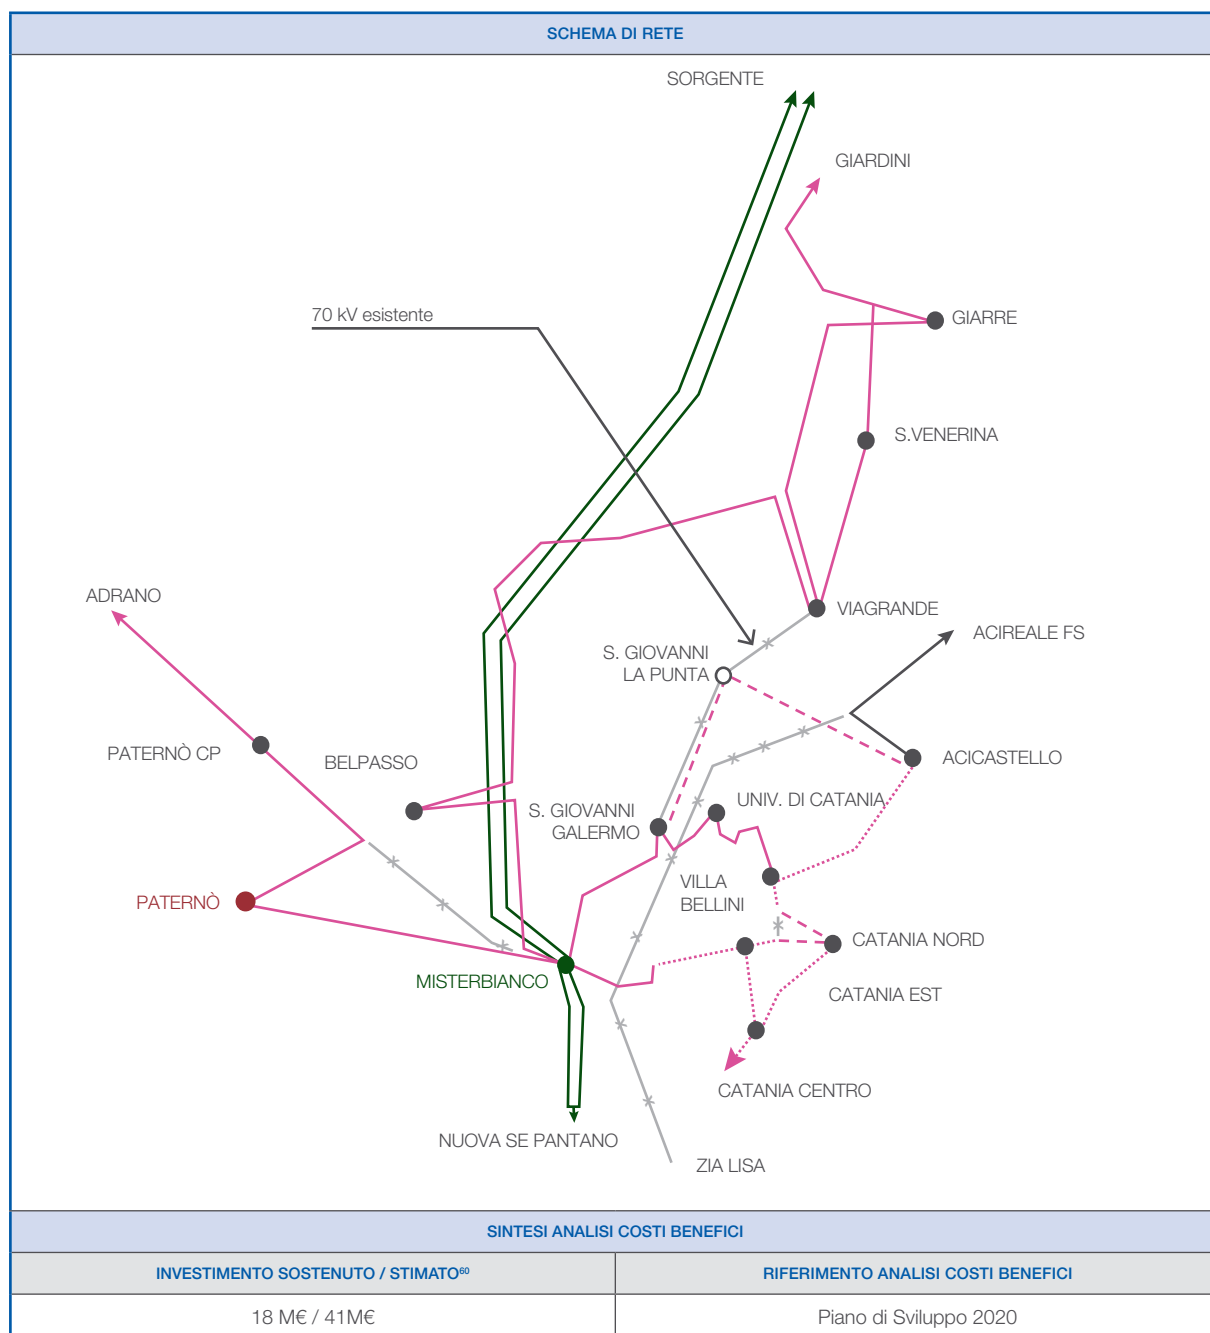 SCHEMA DI RETE
SORGENTE
GIARDINI
70 kV esistente
GIARRE
S.VENERINA
ADRANO
VIAGRANDE
ACIREALE FS
S. GIOVANNI
LA PUNTA
PATERNÒ CP
BELPASSO
ACICASTELLO
S. GIOVANNI
GALERMO
UNIV. DI CATANIA
VILLA
BELLINI
PATERNÒ
CATANIA NORD
MISTERBIANCO
CATANIA EST
CATANIA CENTRO
NUOVA SE PANTANO
ZIA LISA
SINTESI ANALISI COSTI BENEFICI
INVESTIMENTO SOSTENUTO / STIMATO⁶⁰
RIFERIMENTO ANALISI COSTI BENEFICI
18 M€ / 41M€
Piano di Sviluppo 2020